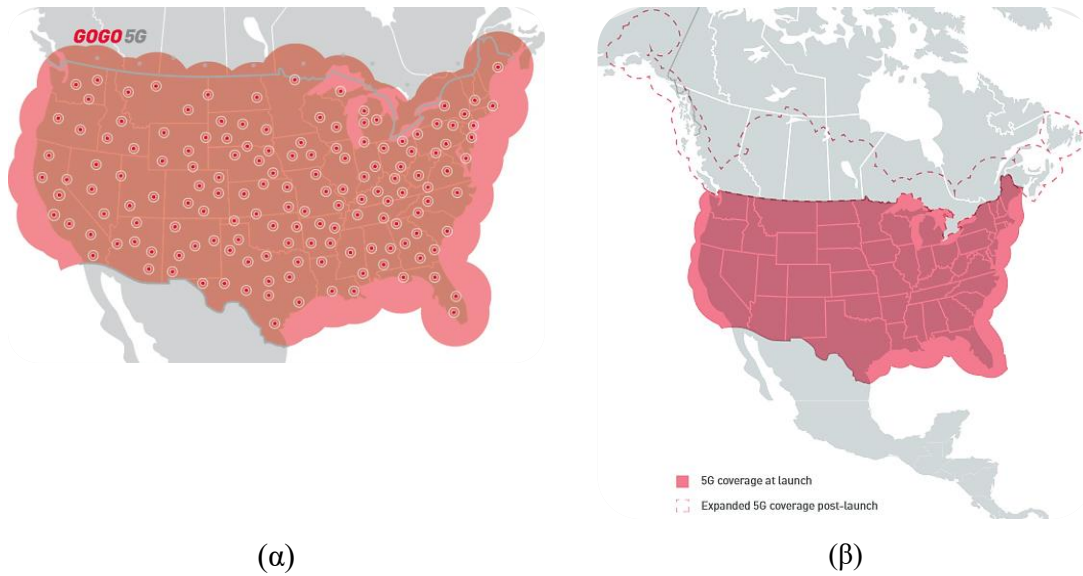 GOGO 5G
5G coverage at launch
Expanded 5G coverage post-launch
(α)
(β)